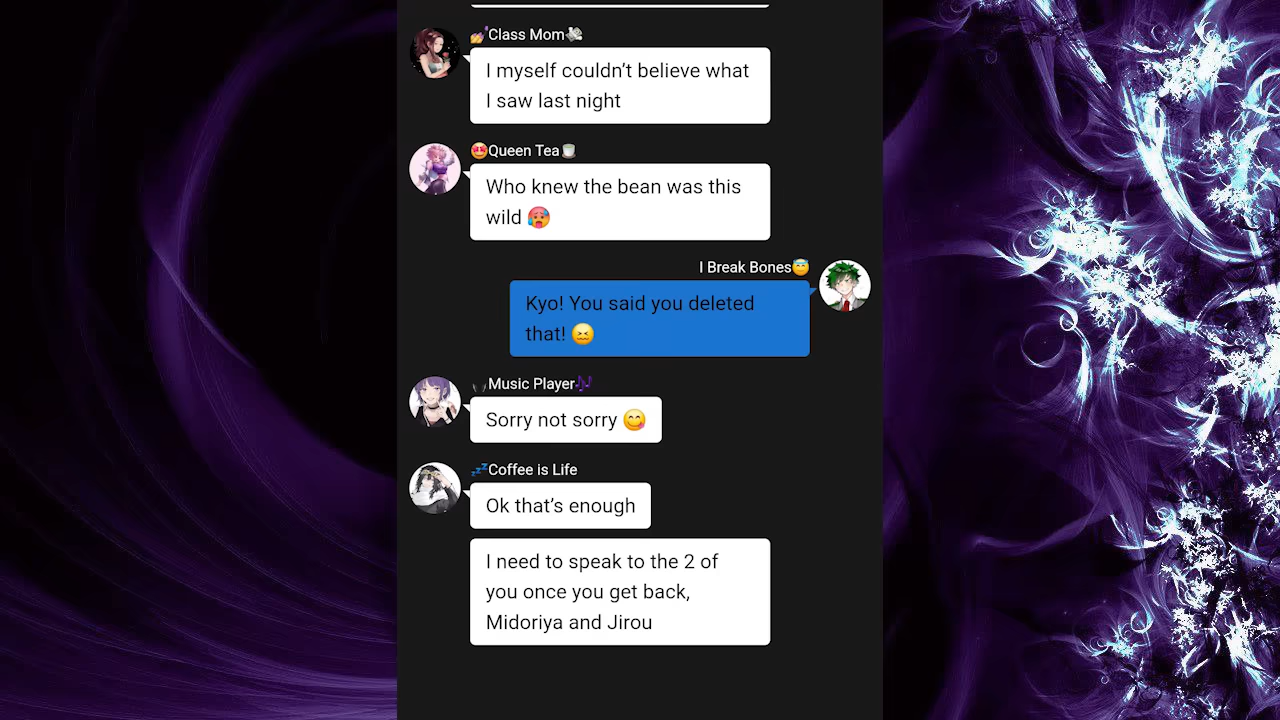 💅Class Mom💸
I myself couldn’t believe what
I saw last night
🤩Queen Tea🍵
Who knew the bean was this
wild 🥵
I Break Bones😇
Kyo! You said you deleted
that! 😖
🎧Music Player🎶
Sorry not sorry 😋
💤Coffee is Life
Ok that’s enough
I need to speak to the 2 of
you once you get back,
Midoriya and Jirou